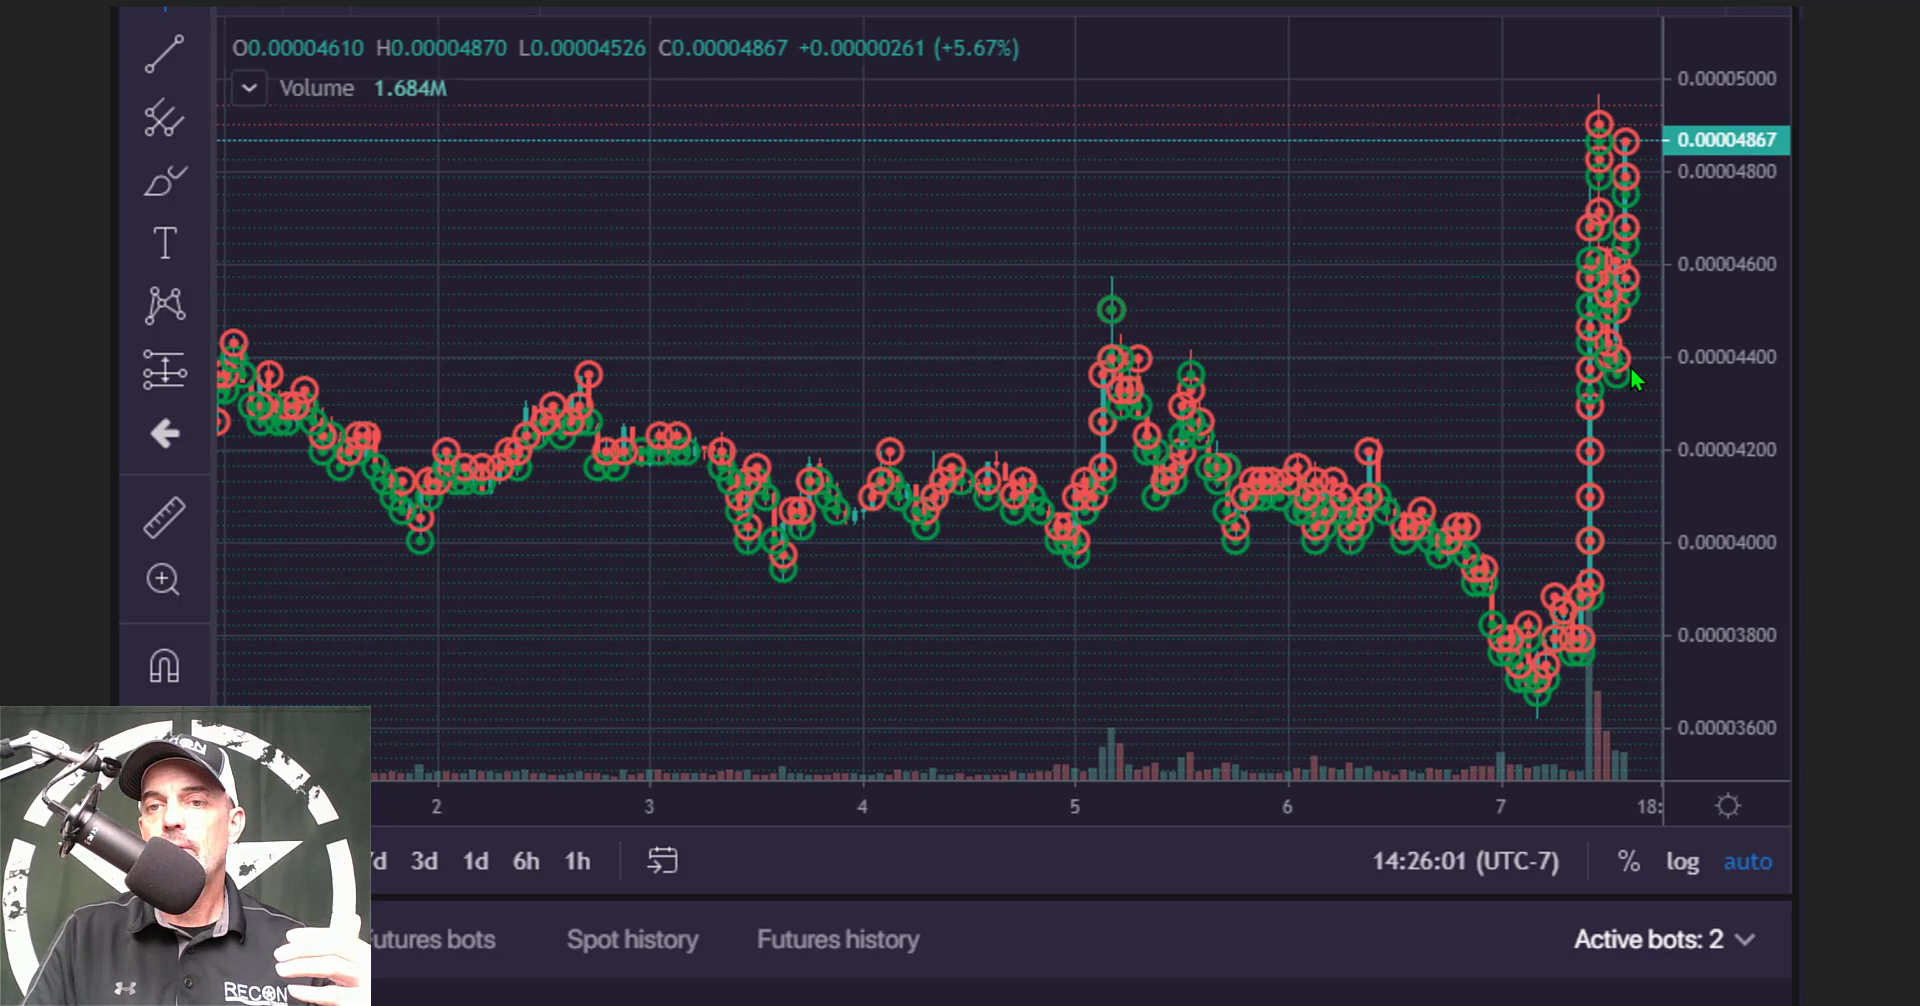 O0.00004610 H0.00004870 L0.00004526 C0.00004867 +0.00000261 (+5.67%)
Volume 1.684M
0.00005000
0.00004867
0.00004800
0.00004600
0.00004400
0.00004200
0.00004000
0.00003800
0.00003600
2 3 4 5 6 7 18:
3d 1d 6h 1h 14:26:01 (UTC-7) % log auto
utures bots Spot history Futures history Active bots: 2
RECON